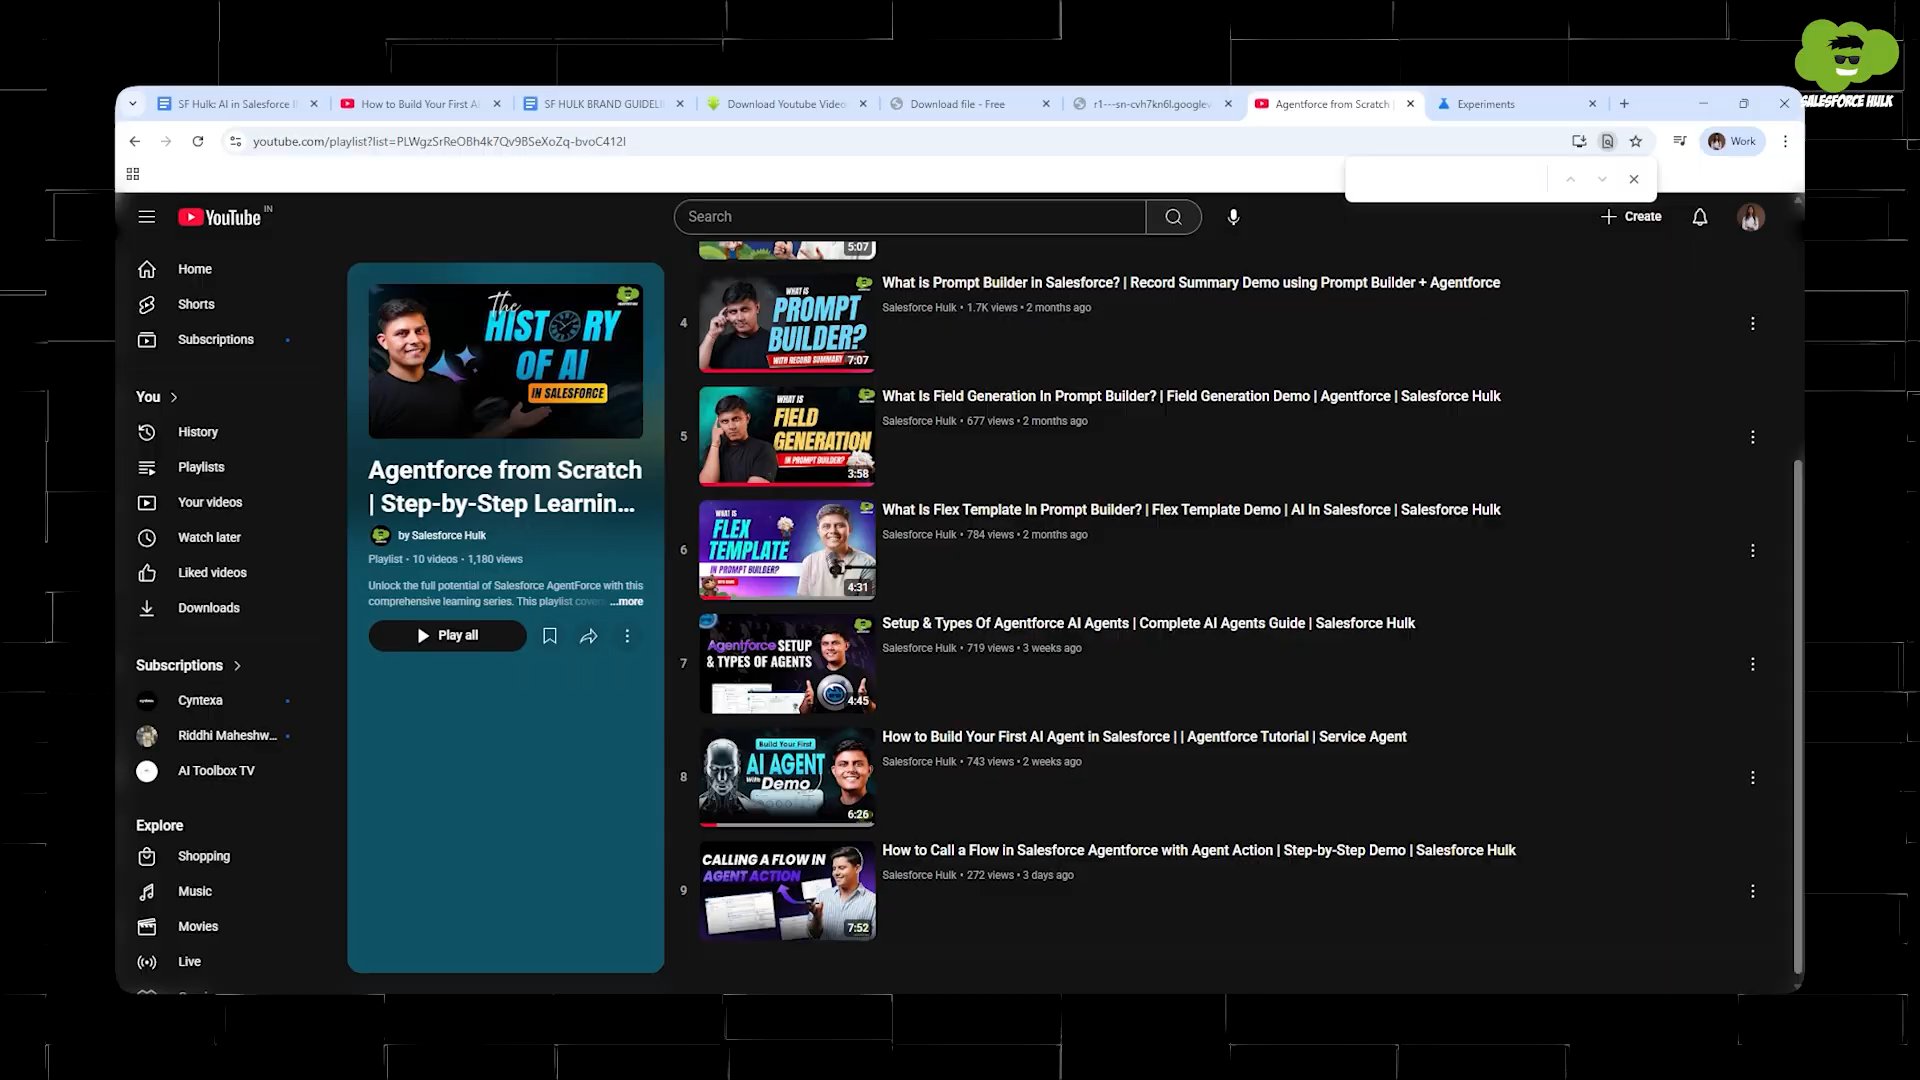 SALESFORCE HULK
SF Hulk: AI in Salesforce
How to Build Your First AI
SF HULK BRAND GUIDELI
Download Youtube Video
Download file - Free
r1---sn-cvh7kn6l.googlev
Agentforce from Scratch
Experiments
youtube.com/playlist?list=PLWgzSrReOBh4k7Qv9BSeXoZq-bvoC412I
Work
YouTube IN
Search
Create
Home
Shorts
Subscriptions
You
History
Playlists
Your videos
Watch later
Liked videos
Downloads
Subscriptions
Cyntexa
Riddhi Maheshw...
AI Toolbox TV
Explore
Shopping
Music
Movies
Live
The
HISTORY
OF AI
IN SALESFORCE
Agentforce from Scratch
| Step-by-Step Learnin...
by Salesforce Hulk
Playlist • 10 videos • 1,180 views
Unlock the full potential of Salesforce AgentForce with this
comprehensive learning series. This playlist cove ...more
Play all
5:07
4
WHAT IS
PROMPT
BUILDER?
WITH RECORD SUMMARY
7:07
What is Prompt Builder in Salesforce? | Record Summary Demo using Prompt Builder + Agentforce
Salesforce Hulk • 1.7K views • 2 months ago
5
WHAT IS
FIELD
GENERATION
IN PROMPT BUILDER?
3:58
What Is Field Generation In Prompt Builder? | Field Generation Demo | Agentforce | Salesforce Hulk
Salesforce Hulk • 677 views • 2 months ago
6
WHAT IS
FLEX
TEMPLATE
IN PROMPT BUILDER?
4:31
What Is Flex Template In Prompt Builder? | Flex Template Demo | AI In Salesforce | Salesforce Hulk
Salesforce Hulk • 784 views • 2 months ago
7
Agentforce SETUP
& TYPES OF AGENTS
4:45
Setup & Types Of Agentforce AI Agents | Complete AI Agents Guide | Salesforce Hulk
Salesforce Hulk • 719 views • 3 weeks ago
8
Build Your First
AI AGENT
With Demo
6:26
How to Build Your First AI Agent in Salesforce | | Agentforce Tutorial | Service Agent
Salesforce Hulk • 743 views • 2 weeks ago
9
CALLING A FLOW IN
AGENT ACTION
7:52
How to Call a Flow in Salesforce Agentforce with Agent Action | Step-by-Step Demo | Salesforce Hulk
Salesforce Hulk • 272 views • 3 days ago